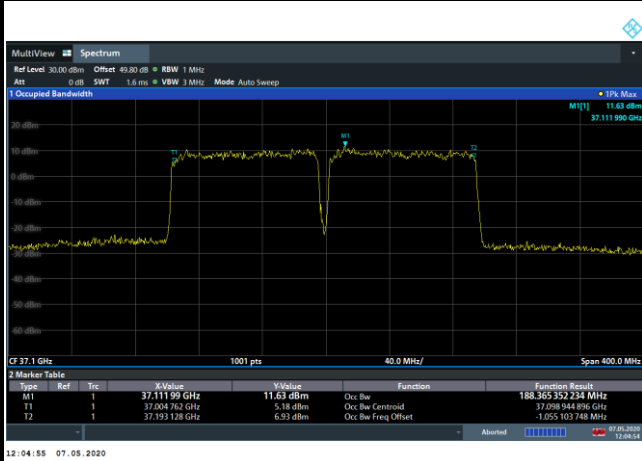 MultiView Spectrum
Ref Level 30.00 dBm Offset 49.80 dB RBW 1 MHz
Att 0 dB SWT 1.6 ms VBW 3 MHz Mode Auto Sweep
1 Occupied Bandwidth 1Pk Max
M1[1] 11.63 dBm
37.111 990 GHz
20 dBm
M1
10 dBm
T1
T2
0 dBm
-10 dBm
-20 dBm
-30 dBm
-40 dBm
-50 dBm
-60 dBm
CF 37.1 GHz 1001 pts 40.0 MHz/ Span 400.0 MHz
2 Marker Table
Type Ref Trc X-Value Y-Value Function Function Result
M1 1 37.111 99 GHz 11.63 dBm Occ Bw 188.365 352 234 MHz
T1 1 37.004 762 GHz 5.18 dBm Occ Bw Centroid 37.098 944 896 GHz
T2 1 37.193 128 GHz 6.93 dBm Occ Bw Freq Offset -1.055 103 748 MHz
Aborted 07.05.2020
12:04:54
12:04:55 07.05.2020